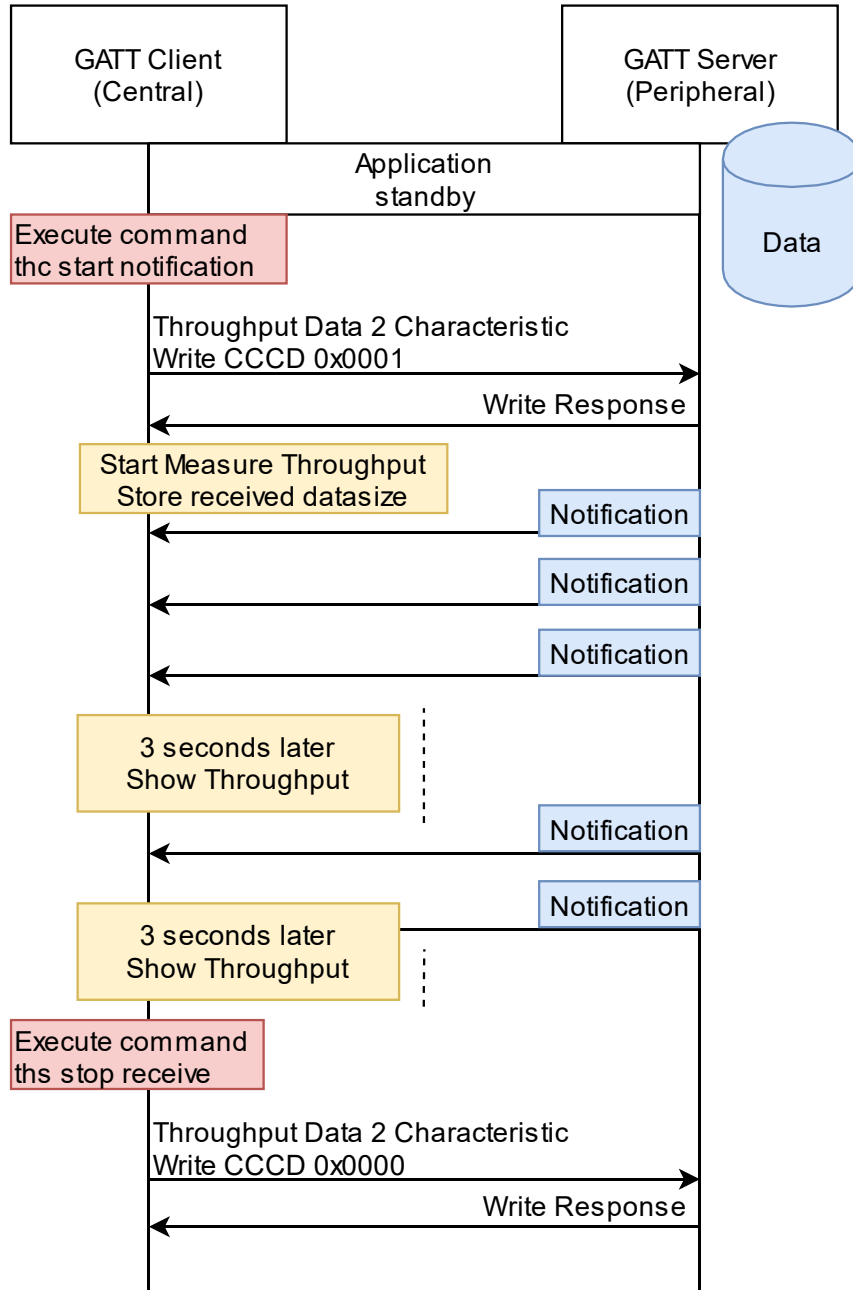 GATT Client
(Central)
GATT Server
(Peripheral)
Application
standby
Data
Execute command
thc start notification
Throughput Data 2 Characteristic
Write CCCD 0x0001
Write Response
Start Measure Throughput
Store received datasize
Notification
Notification
Notification
3 seconds later
Show Throughput
Notification
Notification
3 seconds later
Show Throughput
Execute command
ths stop receive
Throughput Data 2 Characteristic
Write CCCD 0x0000
Write Response